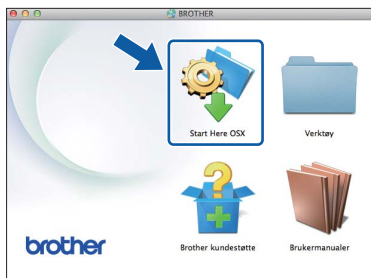 BROTHER
Start Here OSX
Verktøy
Brother kundestøtte
Brukermanualer
brother